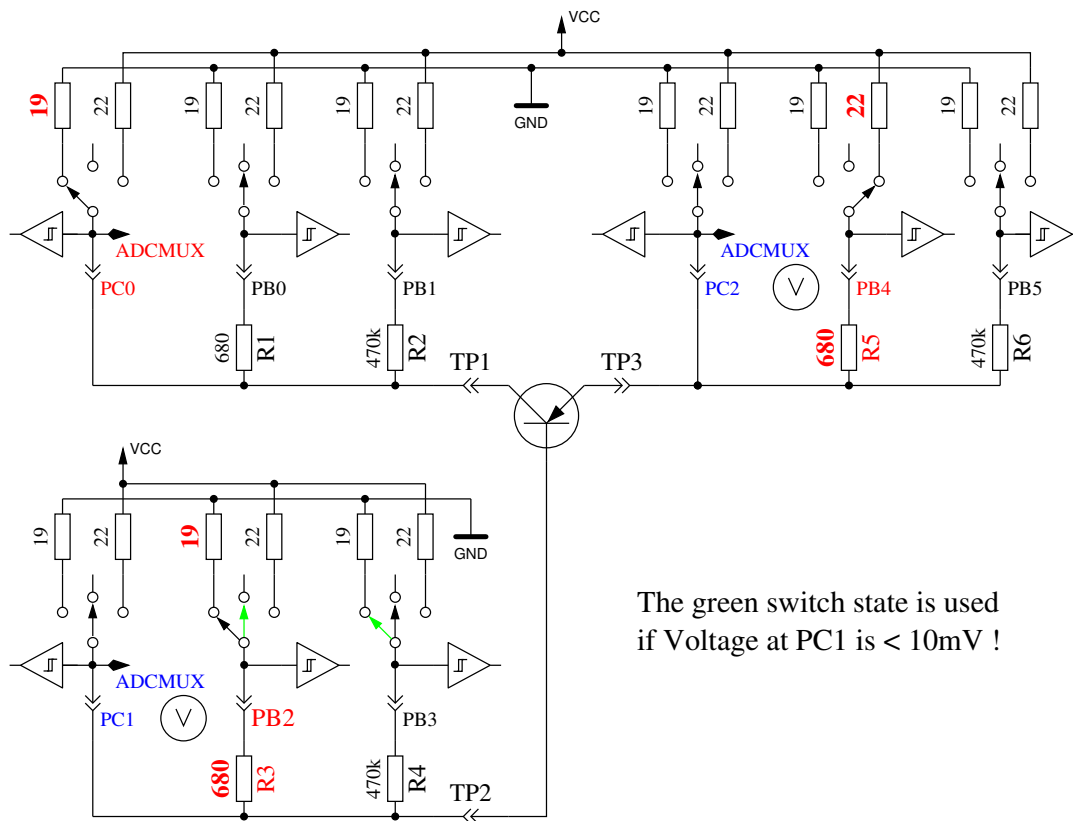 VCC
19
22
19
22
19
22
GND
19
22
19
22
19
22
ADCMUX
ADCMUX
PC0
PB0
PB1
PC2
V
PB4
PB5
680
R1
470k
R2
680
R5
470k
R6
TP1
TP3
VCC
19
22
19
22
19
22
GND
The green switch state is used
if Voltage at PC1 is < 10mV !
ADCMUX
PC1
V
PB2
PB3
680
R3
470k
R4
TP2